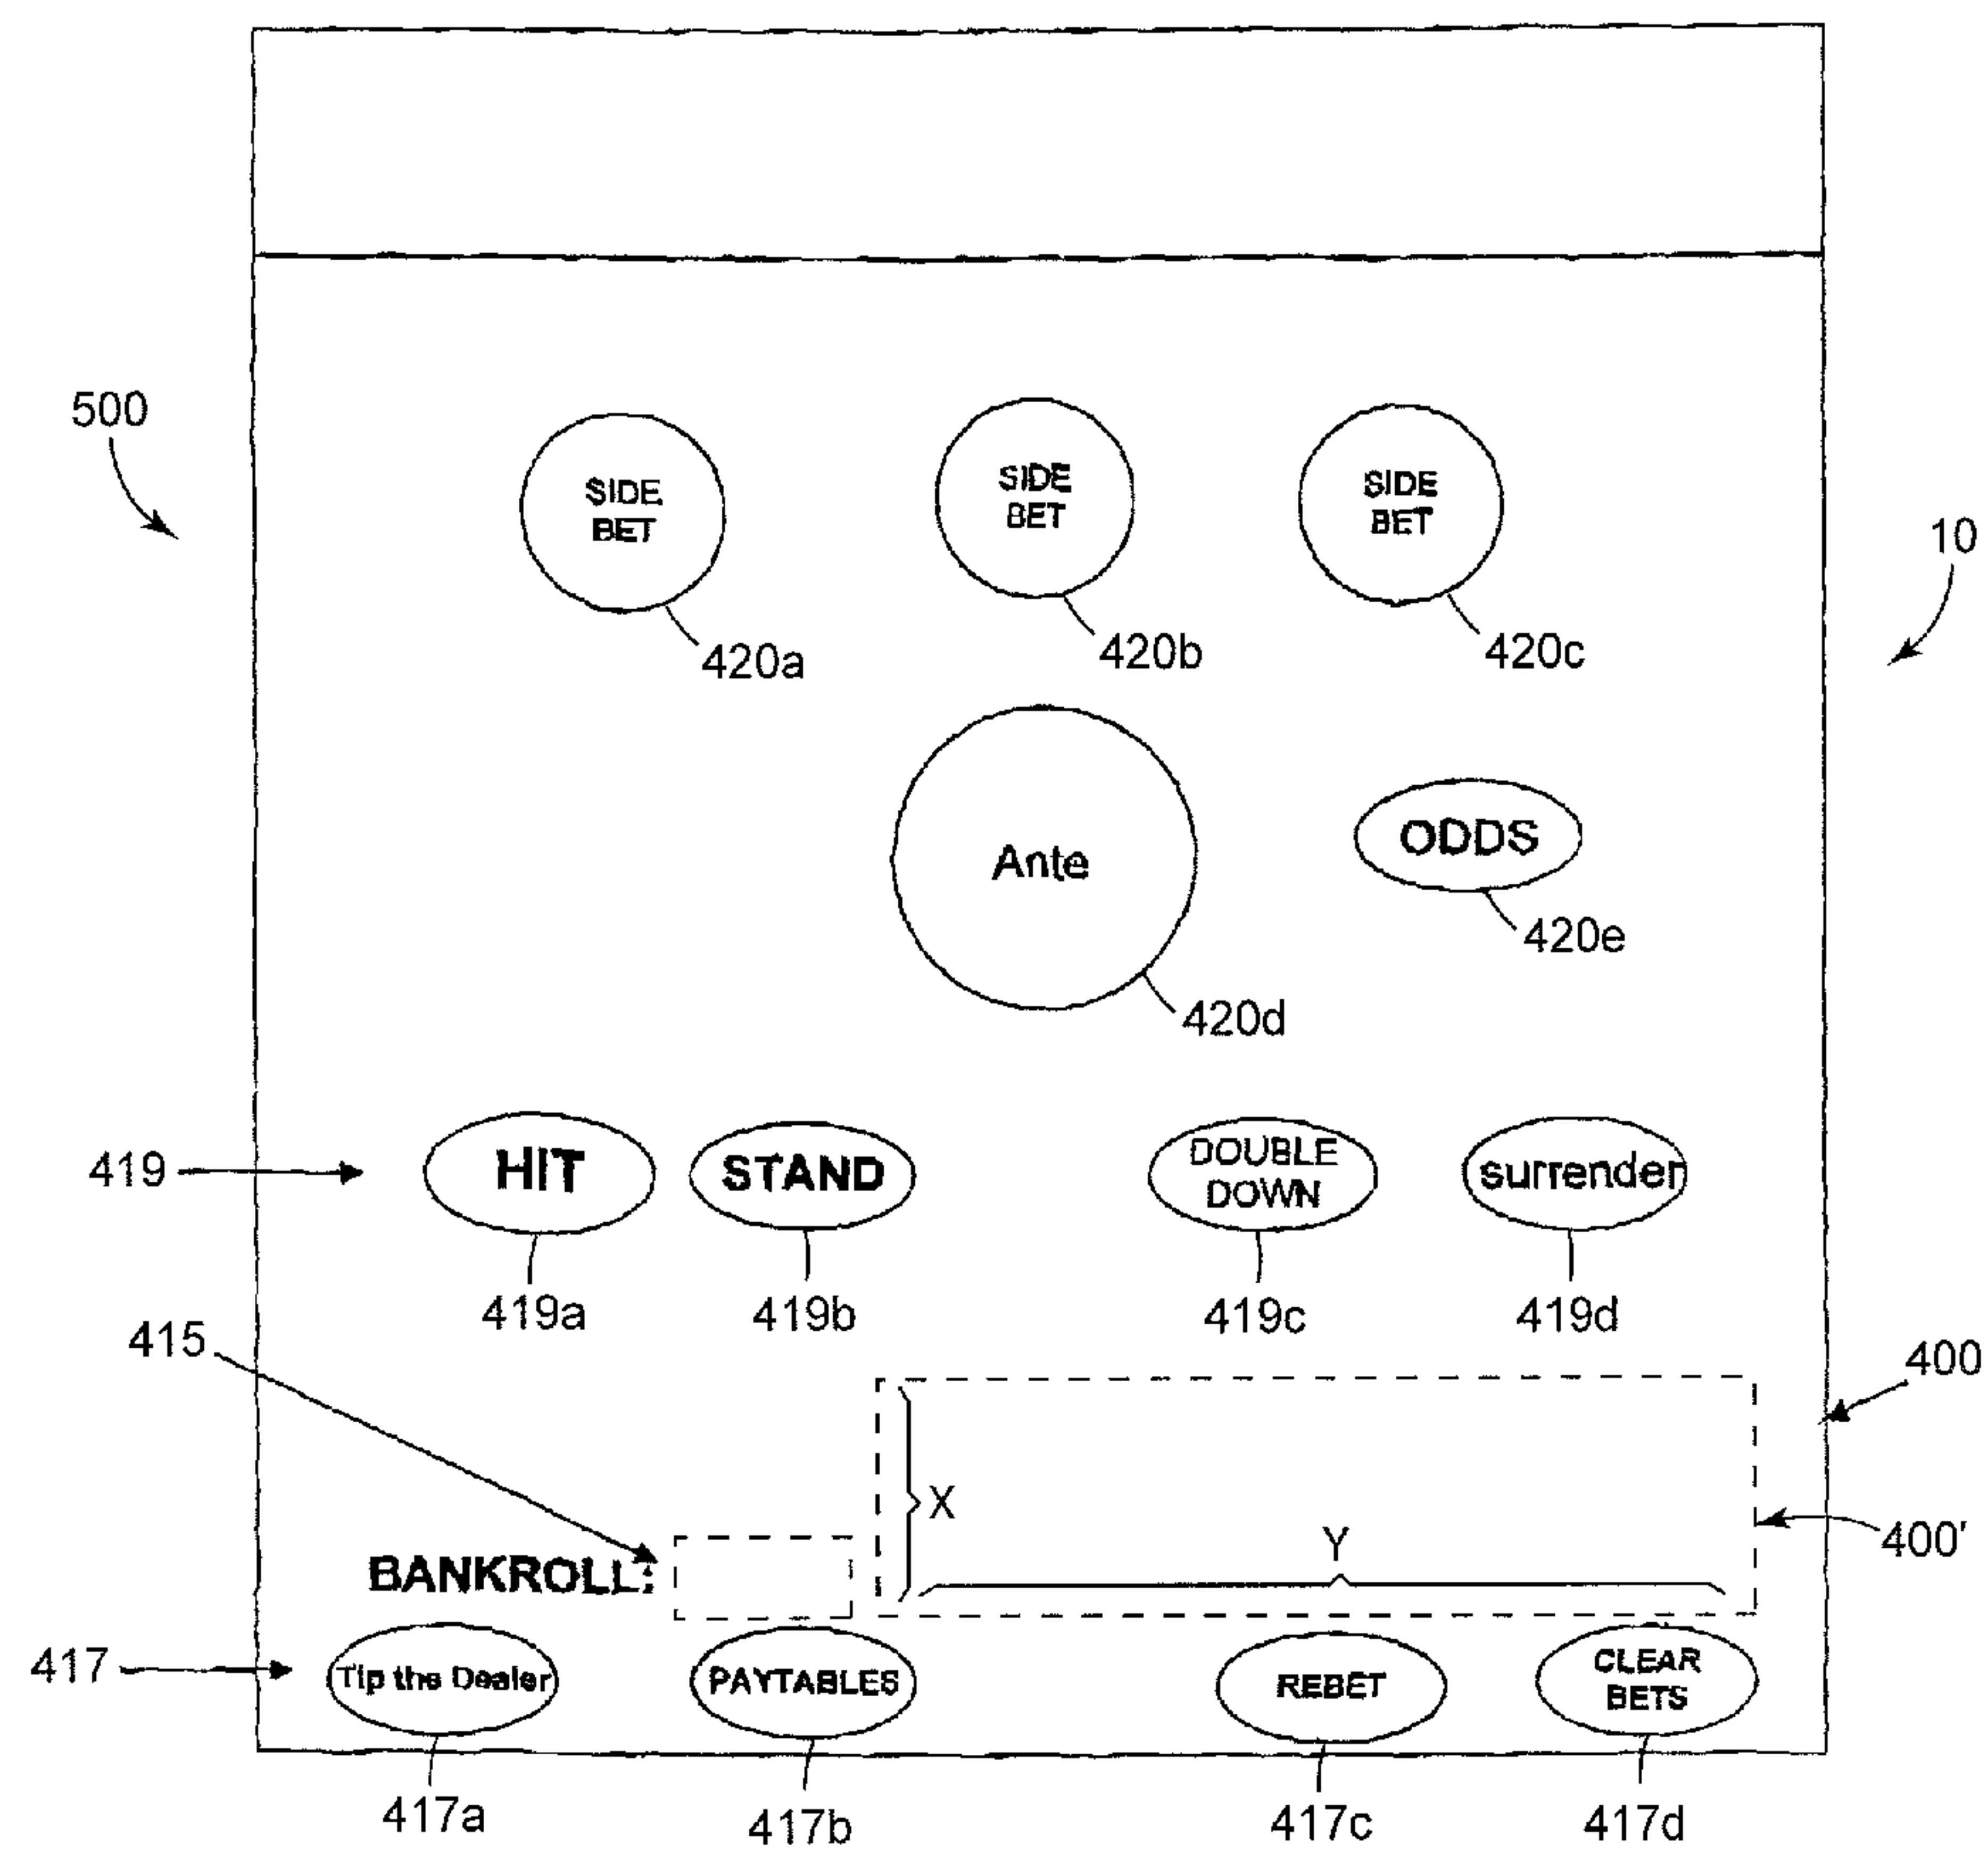 500
SIDE
BET
SIDE
BET
SIDE
BET
10
420a
420b
420c
Ante
ODDS
420e
420d
419
HIT
STAND
DOUBLE
DOWN
surrender
419a
419b
419c
419d
415
400
X
Y
400'
BANKROLL:
417
Tip the Dealer
PAYTABLES
REBET
CLEAR
BETS
417a
417b
417c
417d